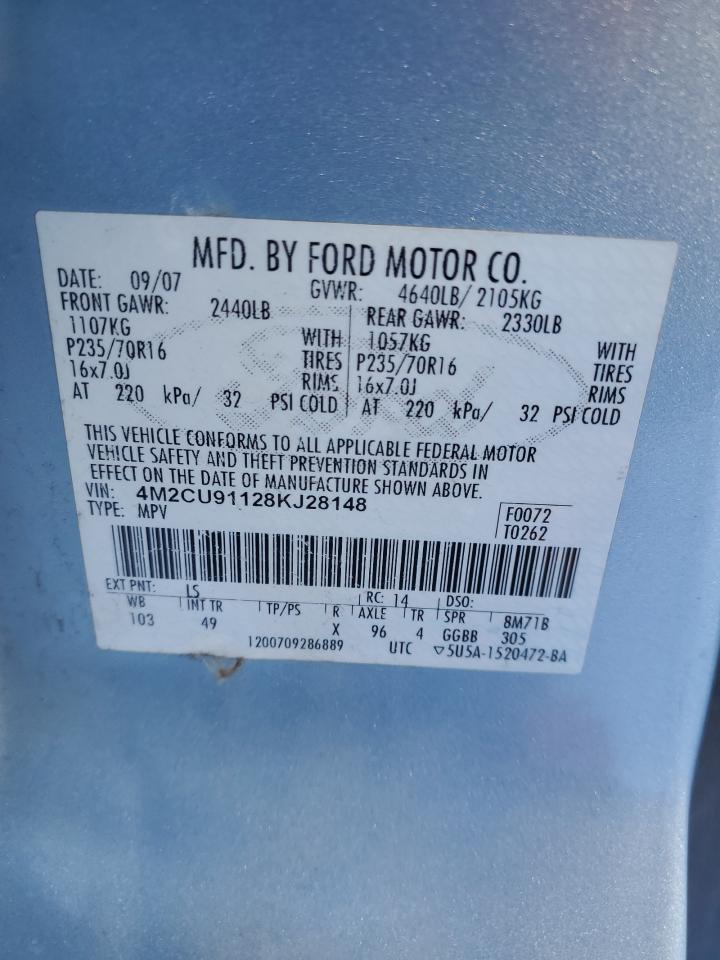 MFD. BY FORD MOTOR CO.
DATE: 09/07 GVWR: 4640LB/ 2105KG
FRONT GAWR: 2440LB REAR GAWR: 2330LB
1107KG WITH 1057KG WITH
P235/70R16 TIRES P235/70R16 TIRES
16x7.0J RIMS 16x7.0J RIMS
AT 220 kPa/ 32 PSI COLD AT 220 kPa/ 32 PSI COLD
THIS VEHICLE CONFORMS TO ALL APPLICABLE FEDERAL MOTOR
VEHICLE SAFETY AND THEFT PREVENTION STANDARDS IN
EFFECT ON THE DATE OF MANUFACTURE SHOWN ABOVE.
VIN: 4M2CU91128KJ28148
TYPE: MPV
F0072
T0262
EXT PNT: LS RC: 14 DSO:
WB INT TR TP/PS R AXLE TR SPR 8M71B
103 49 X 96 4 GGBB 305
1200709286889 UTC ▽5U5A-1520472-BA
Ford